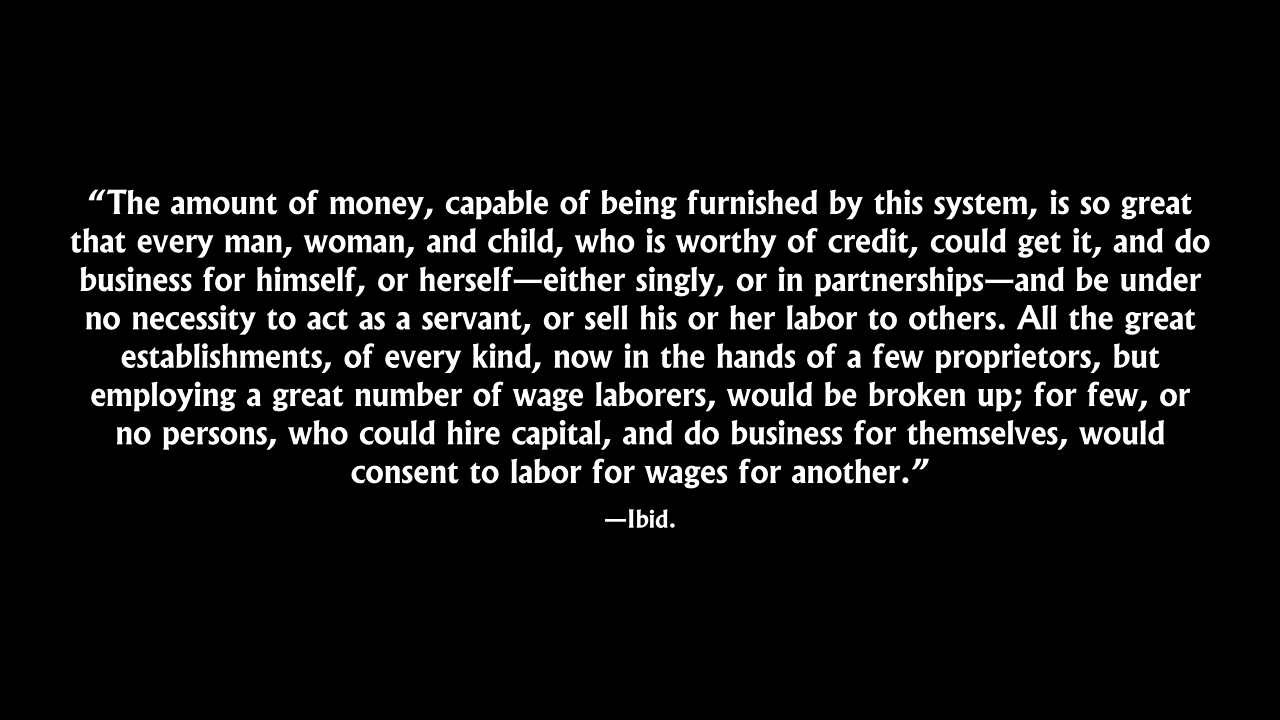 “The amount of money, capable of being furnished by this system, is so great
that every man, woman, and child, who is worthy of credit, could get it, and do
business for himself, or herself—either singly, or in partnerships—and be under
no necessity to act as a servant, or sell his or her labor to others. All the great
establishments, of every kind, now in the hands of a few proprietors, but
employing a great number of wage laborers, would be broken up; for few, or
no persons, who could hire capital, and do business for themselves, would
consent to labor for wages for another.”
—Ibid.